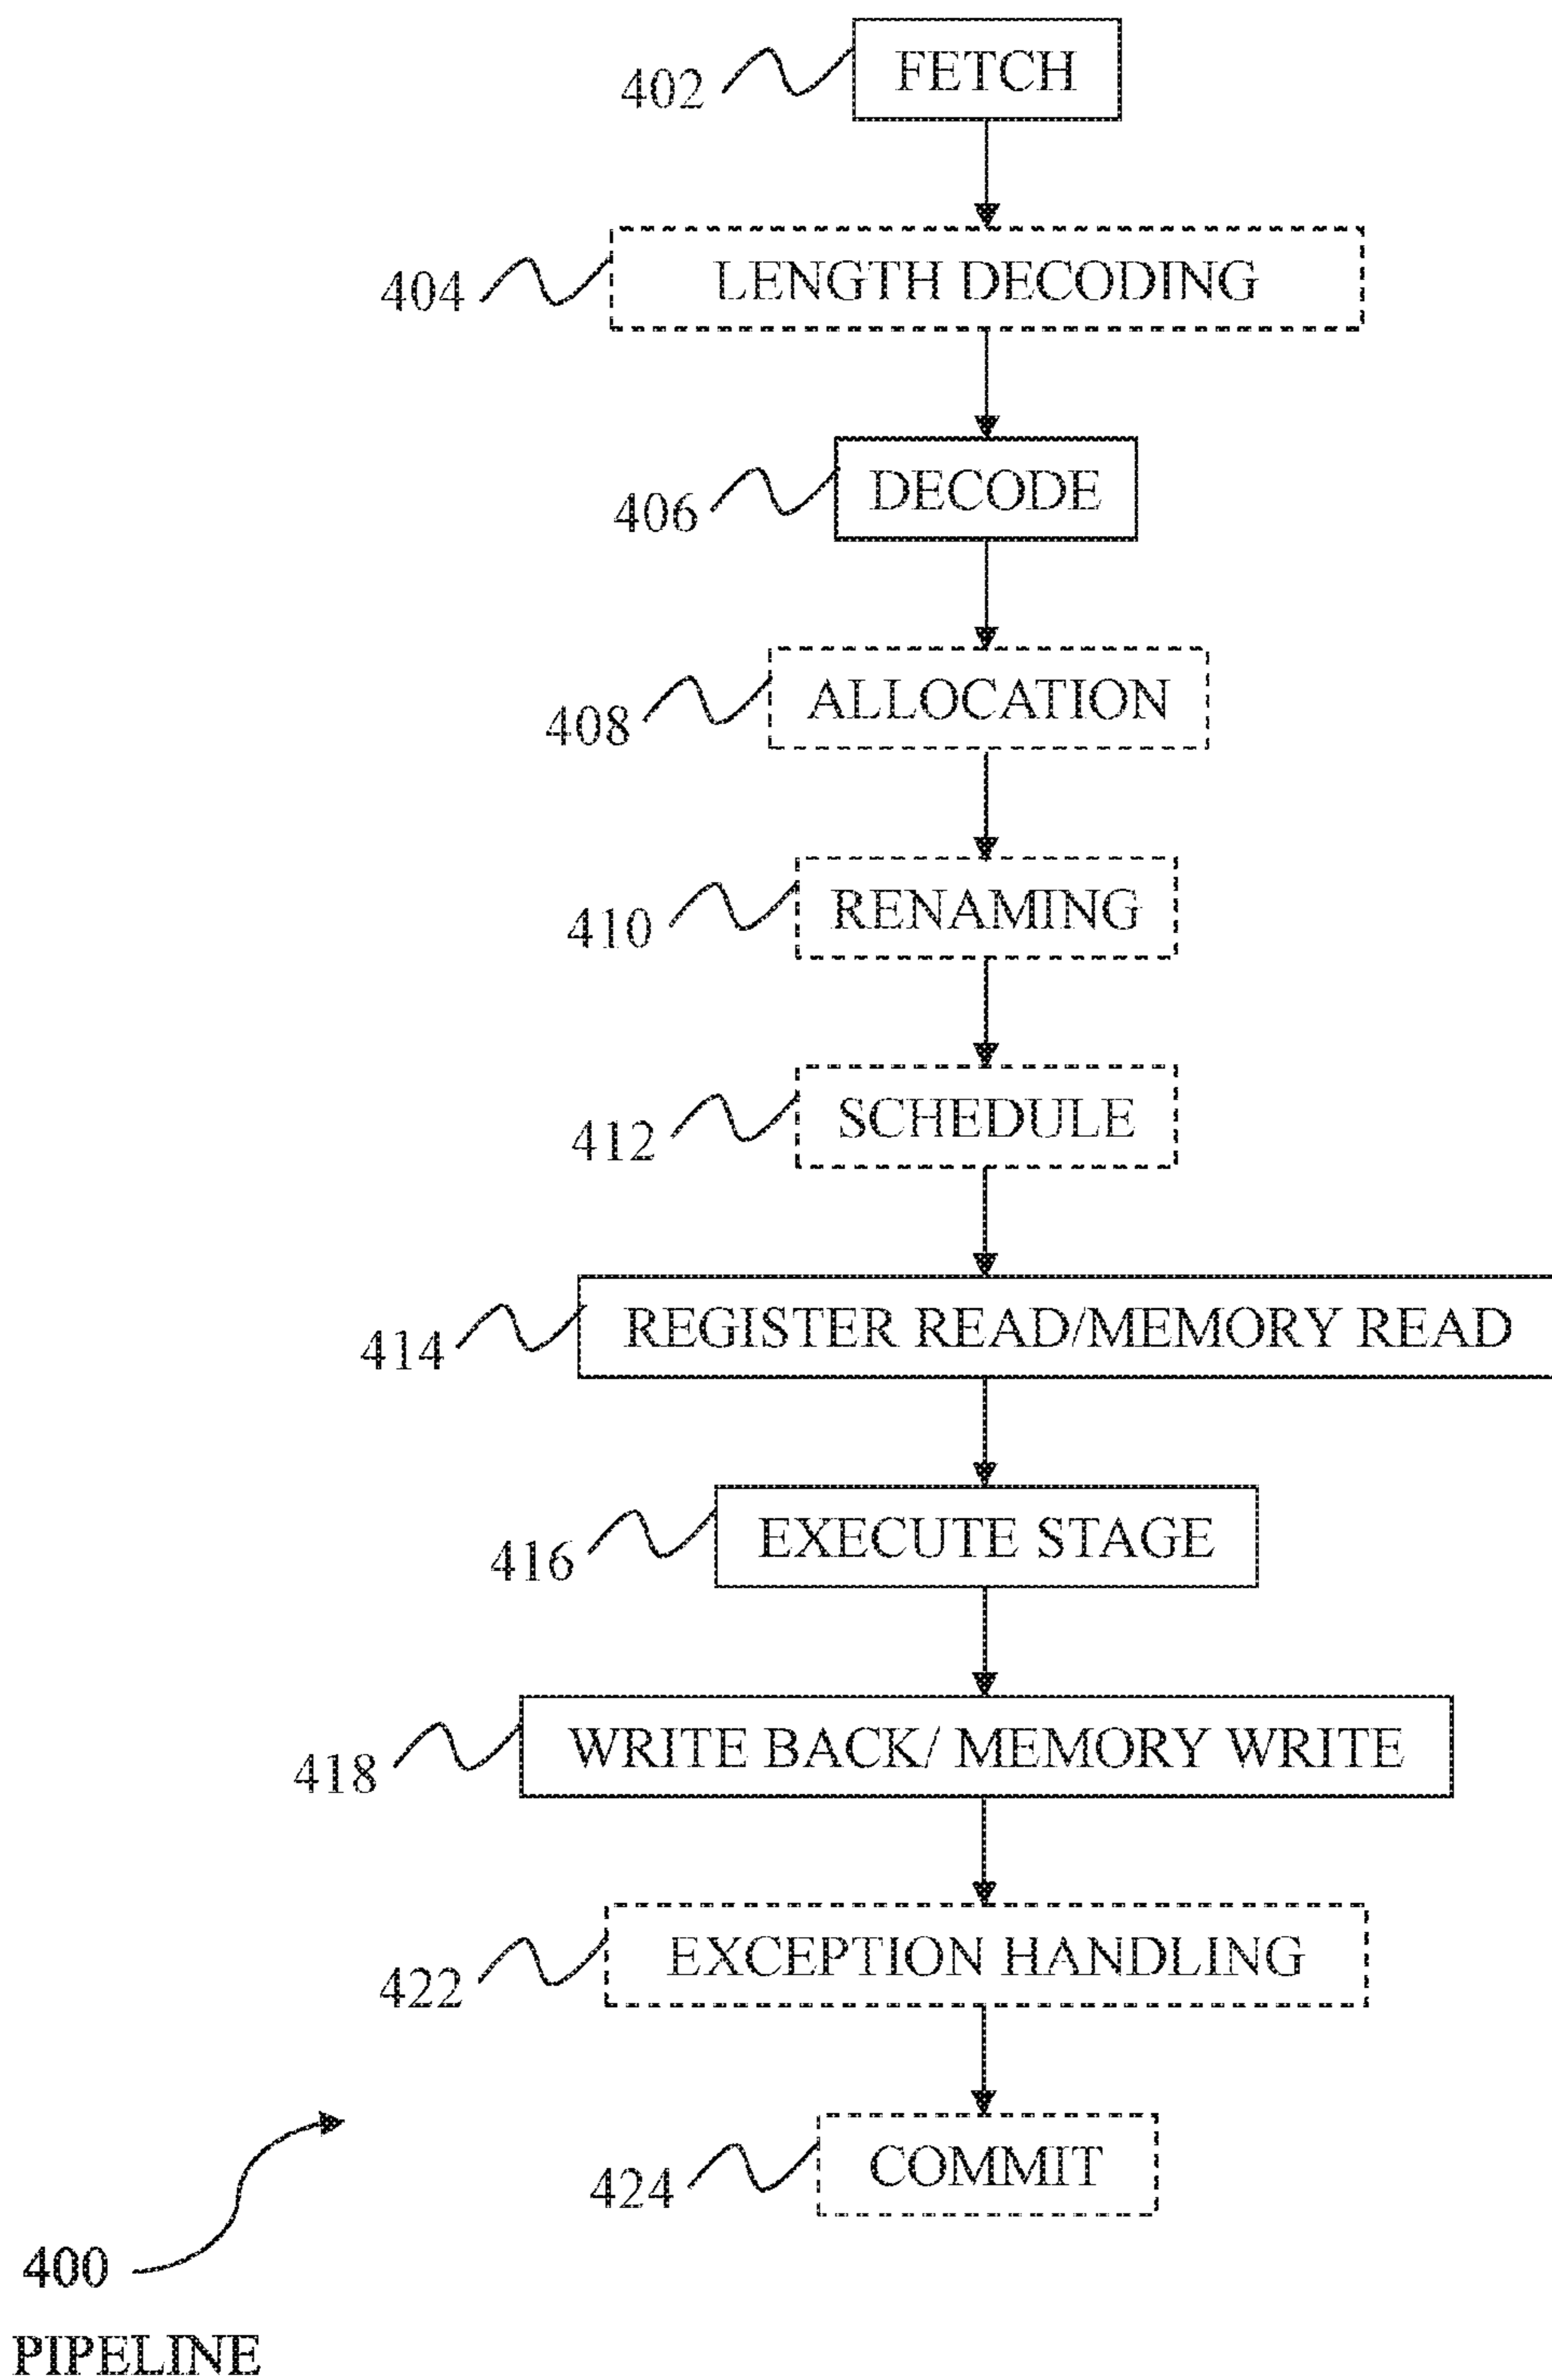 402 FETCH
404 LENGTH DECODING
406 DECODE
408 ALLOCATION
410 RENAMING
412 SCHEDULE
414 REGISTER READ/MEMORY READ
416 EXECUTE STAGE
418 WRITE BACK/ MEMORY WRITE
422 EXCEPTION HANDLING
424 COMMIT
400
PIPELINE